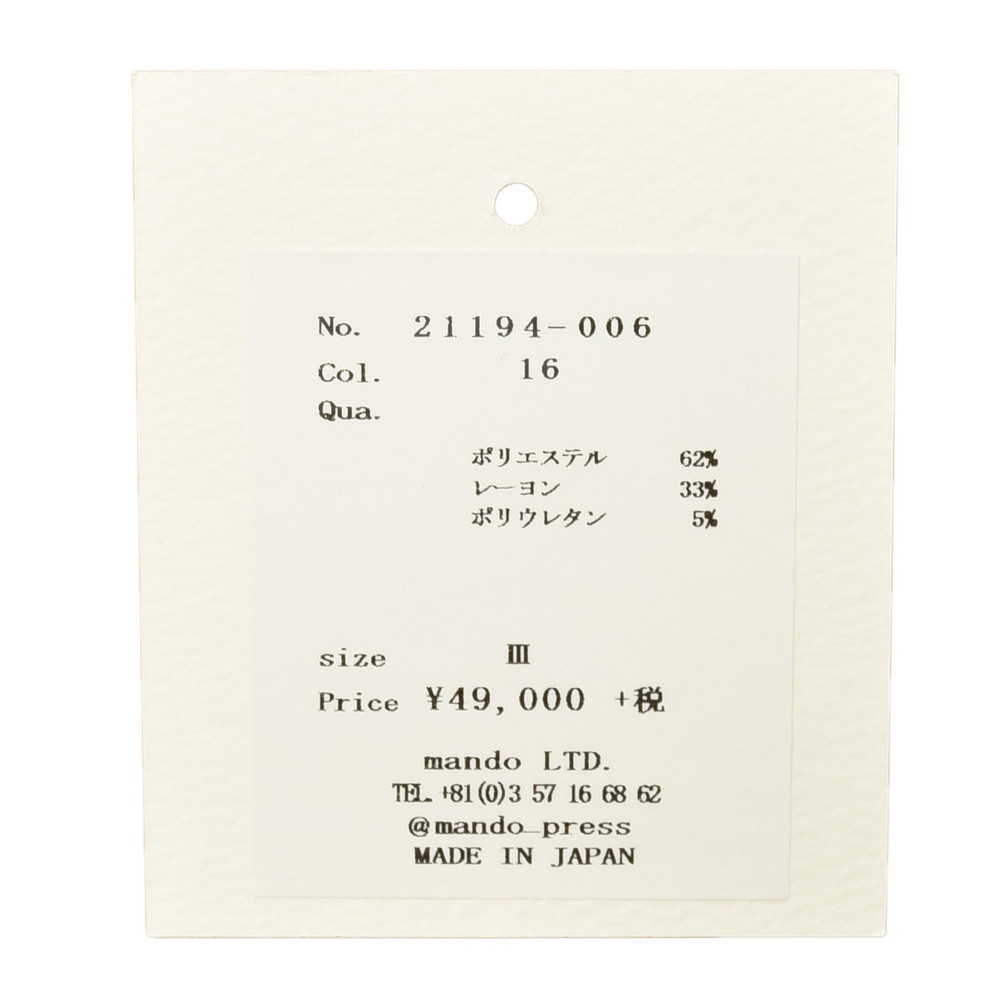 No. 21194-006
Col. 16
Qua.
ポリエステル 62%
レーヨン 33%
ポリウレタン 5%
size Ⅲ
Price ¥49,000 +税
mando LTD.
TEL. +81(0)3 57 16 68 62
@mando_press
MADE IN JAPAN